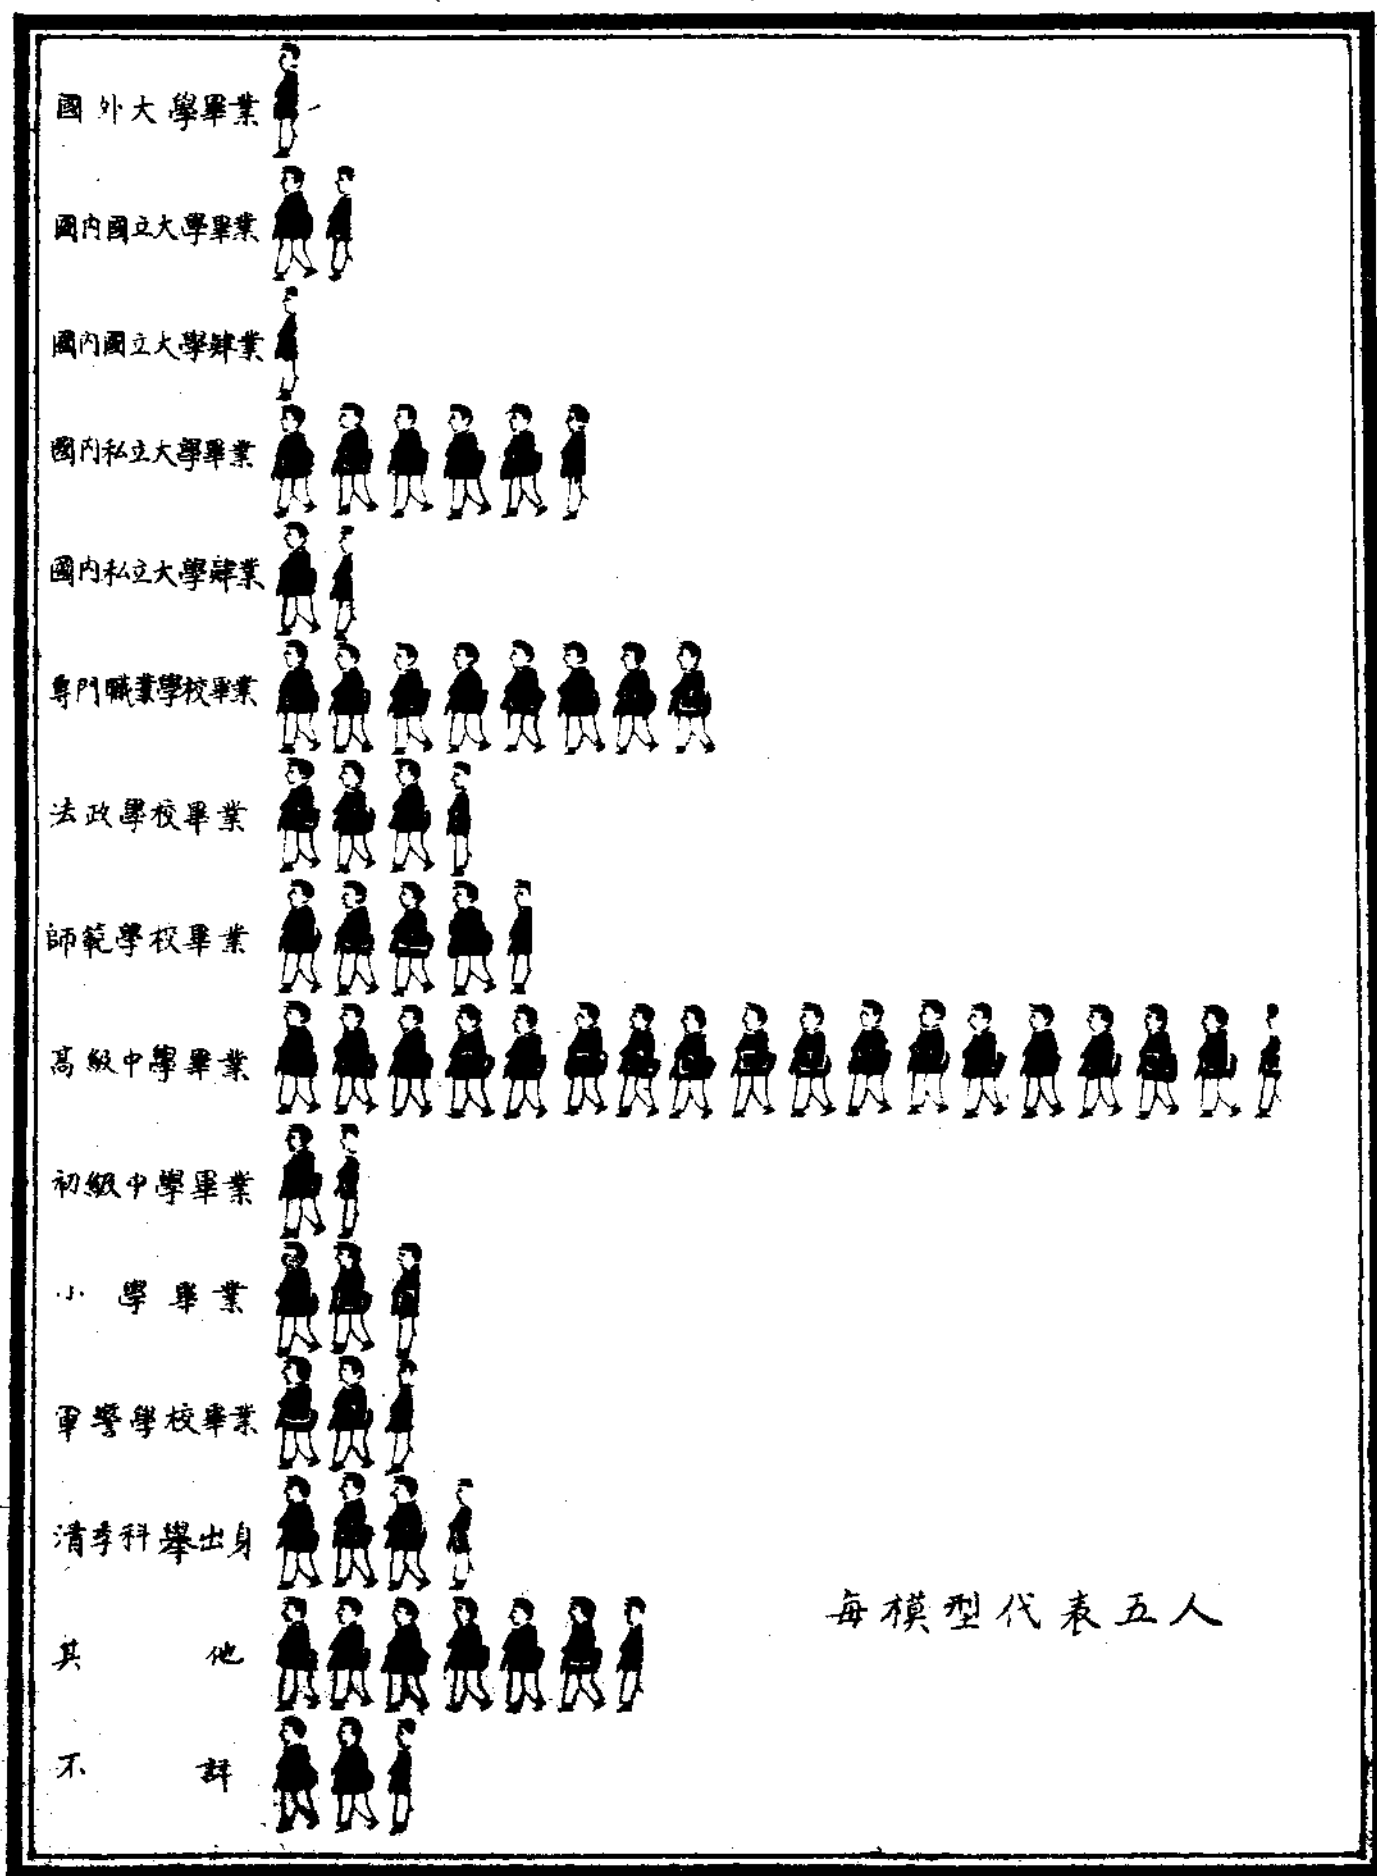 國外大學畢業
國內國立大學畢業
國內國立大學肄業
國內私立大學畢業
國內私立大學肄業
專門職業學校畢業
法政學校畢業
師範學校畢業
高級中學畢業
初級中學畢業
小學畢業
軍警學校畢業
清季科舉出身
其他
不詳
每模型代表五人